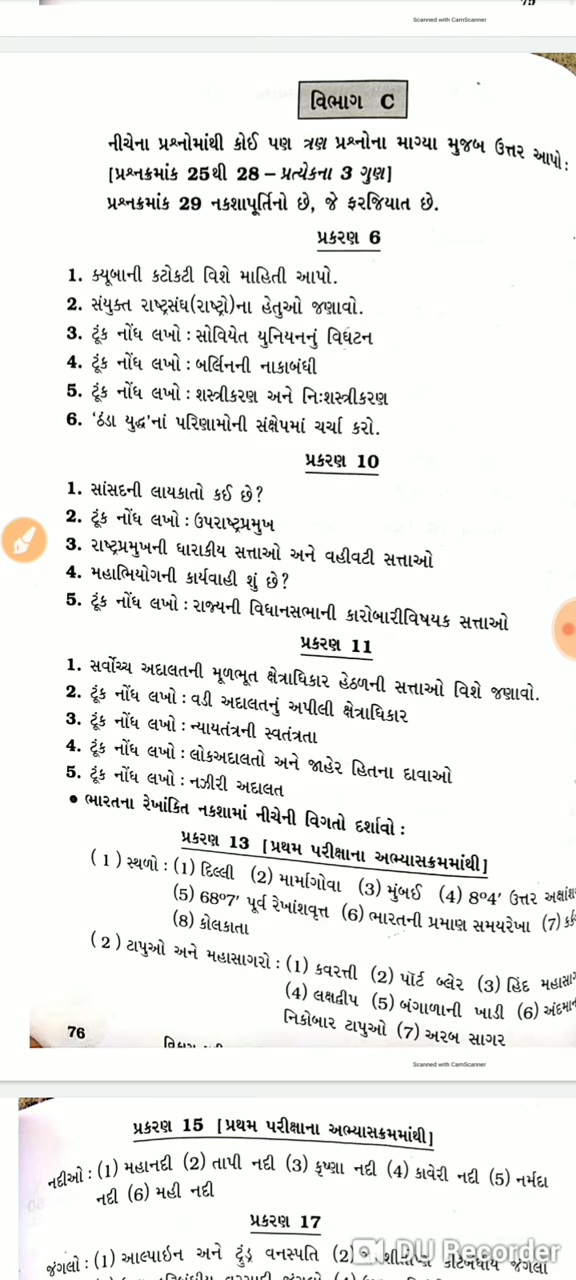 Scanned with CamScanner
વિભાગ C
નીચેના પ્રશ્નોમાંથી કોઈ પણ ત્રણ પ્રશ્નોના માગ્યા મુજબ ઉત્તર આપો :
[પ્રશ્નક્રમાંક 25થી 28 – પ્રત્યેકના 3 ગુણ]
પ્રશ્નક્રમાંક 29 નકશાપૂર્તિનો છે, જે ફરજિયાત છે.
પ્રકરણ 6
1. ક્યૂબાની કટોકટી વિશે માહિતી આપો.
2. સંયુક્ત રાષ્ટ્રસંઘ(રાષ્ટ્રો)ના હેતુઓ જણાવો.
3. ટૂંક નોંધ લખો : સોવિયેત યુનિયનનું વિઘટન
4. ટૂંક નોંધ લખો : બર્લિનની નાકાબંધી
5. ટૂંક નોંધ લખો : શસ્ત્રીકરણ અને નિઃશસ્ત્રીકરણ
6. 'ઠંડા યુદ્ધ'નાં પરિણામોની સંક્ષેપમાં ચર્ચા કરો.
પ્રકરણ 10
1. સાંસદની લાયકાતો કઈ છે?
2. ટૂંક નોંધ લખો : ઉપરાષ્ટ્રપ્રમુખ
3. રાષ્ટ્રપ્રમુખની ધારાકીય સત્તાઓ અને વહીવટી સત્તાઓ
4. મહાભિયોગની કાર્યવાહી શું છે?
5. ટૂંક નોંધ લખો : રાજ્યની વિધાનસભાની કારોબારીવિષયક સત્તાઓ
પ્રકરણ 11
1. સર્વોચ્ચ અદાલતની મૂળભૂત ક્ષેત્રાધિકાર હેઠળની સત્તાઓ વિશે જણાવો.
2. ટૂંક નોંધ લખો : વડી અદાલતનું અપીલી ક્ષેત્રાધિકાર
3. ટૂંક નોંધ લખો : ન્યાયતંત્રની સ્વતંત્રતા
4. ટૂંક નોંધ લખો : લોકઅદાલતો અને જાહેર હિતના દાવાઓ
5. ટૂંક નોંધ લખો : નઝીરી અદાલત
• ભારતના રેખાંકિત નકશામાં નીચેની વિગતો દર્શાવો :
પ્રકરણ 13 [પ્રથમ પરીક્ષાના અભ્યાસક્રમમાંથી]
(1) સ્થળો : (1) દિલ્લી (2) માર્માગોવા (3) મુંબઈ (4) 8°4' ઉત્તર અક્ષાંશ
(5) 68°7' પૂર્વ રેખાંશવૃત્ત (6) ભારતની પ્રમાણ સમયરેખા (7) કર્ક
(8) કોલકાતા
(2) ટાપુઓ અને મહાસાગરો : (1) કવરત્તી (2) પૉર્ટ બ્લેર (3) હિંદ મહાસાગ
(4) લક્ષદ્વીપ (5) બંગાળાની ખાડી (6) અંદમાન
નિકોબાર ટાપુઓ (7) અરબ સાગર
76
Scanned with CamScanner
પ્રકરણ 15 [પ્રથમ પરીક્ષાના અભ્યાસક્રમમાંથી]
નદીઓ : (1) મહાનદી (2) તાપી નદી (3) કૃષ્ણા નદી (4) કાવેરી નદી (5) નર્મદા
નદી (6) મહી નદી
પ્રકરણ 17
જંગલો : (1) આલ્પાઇન અને ટુંડ્ર વનસ્પતિ (2) કટિબંધીય જંગલો
DU Recorder